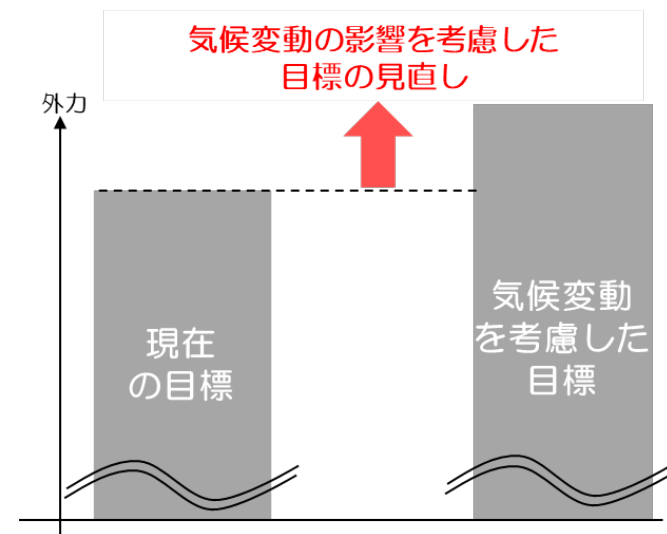 気候変動の影響を考慮した
目標の見直し
外力
現在
の目標
気候変動
を考慮した
目標